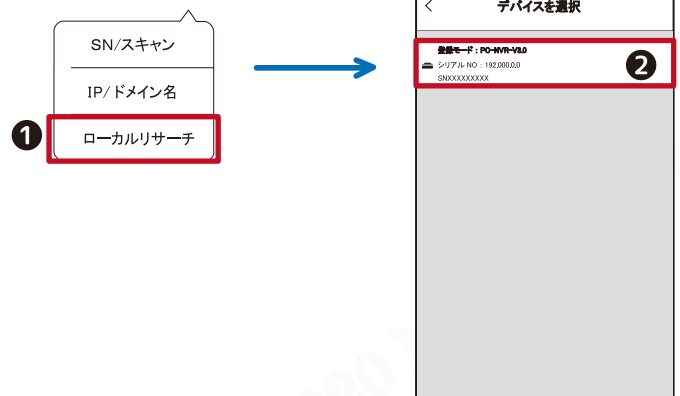 SN/スキャン
IP/ドメイン名
❶
ローカルリサーチ
デバイスを選択
登録モード：PO-NVR-V3.0
シリアル NO：192,000,0,0
❷
SNXXXXXXXXX